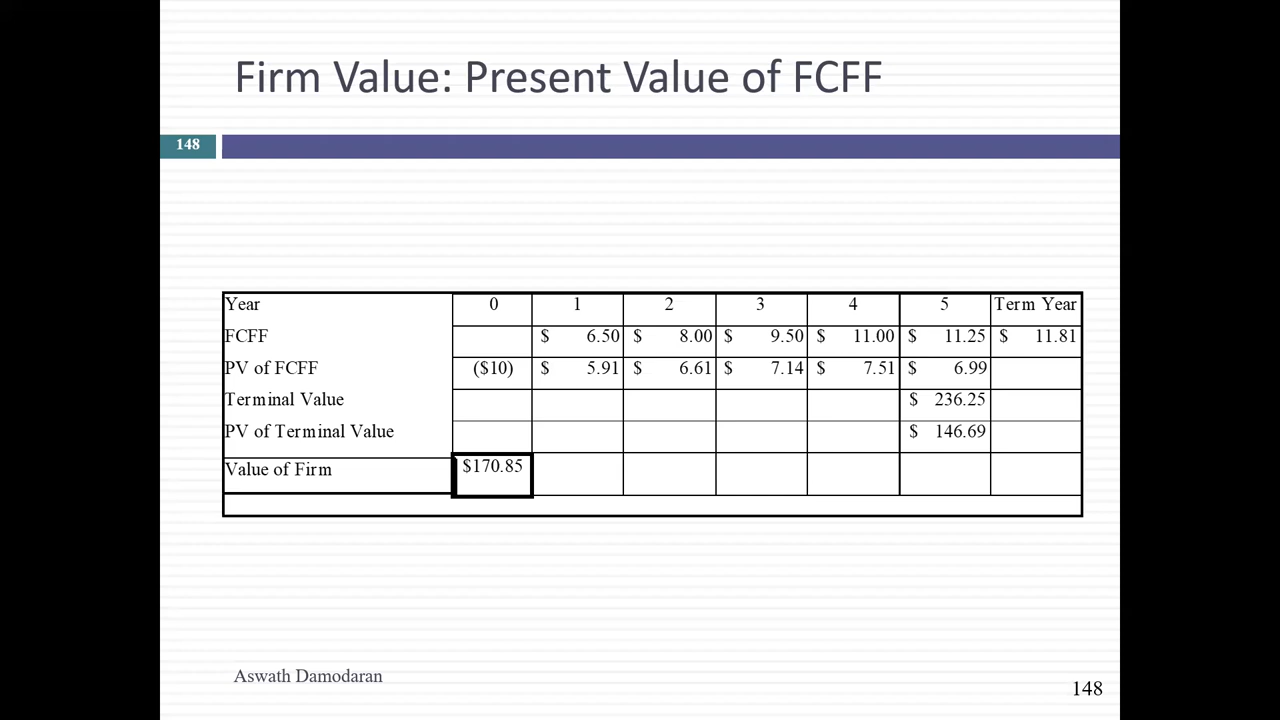 Firm Value: Present Value of FCFF
148
Year 0 1 2 3 4 5 Term Year
FCFF $ 6.50 $ 8.00 $ 9.50 $ 11.00 $ 11.25 $ 11.81
PV of FCFF ($10) $ 5.91 $ 6.61 $ 7.14 $ 7.51 $ 6.99
Terminal Value $ 236.25
PV of Terminal Value $ 146.69
Value of Firm $170.85
Aswath Damodaran
148